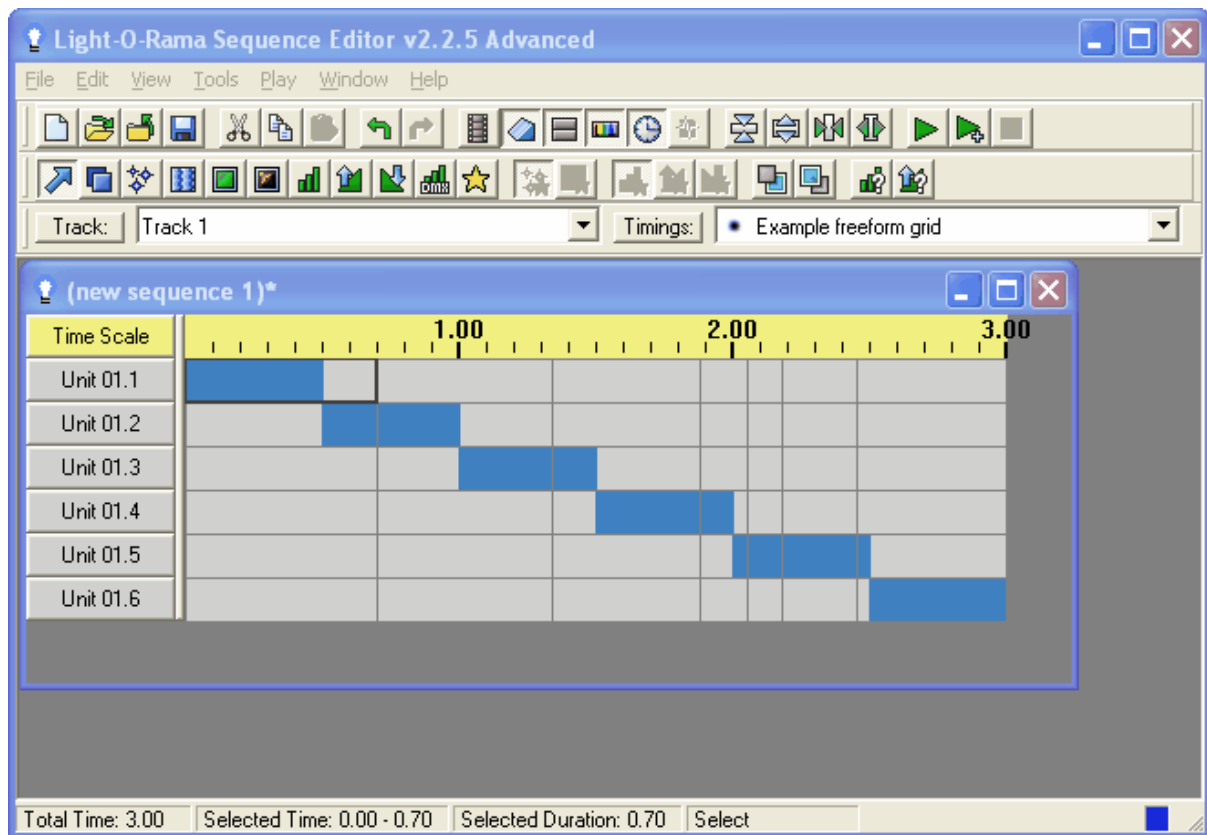 Light-O-Rama Sequence Editor v2.2.5 Advanced
File Edit View Tools Play Window Help
DMX
Track: Track 1 Timings: Example freeform grid
(new sequence 1)*
Time Scale 1.00 2.00 3.00
Unit 01.1
Unit 01.2
Unit 01.3
Unit 01.4
Unit 01.5
Unit 01.6
Total Time: 3.00 Selected Time: 0.00 - 0.70 Selected Duration: 0.70 Select